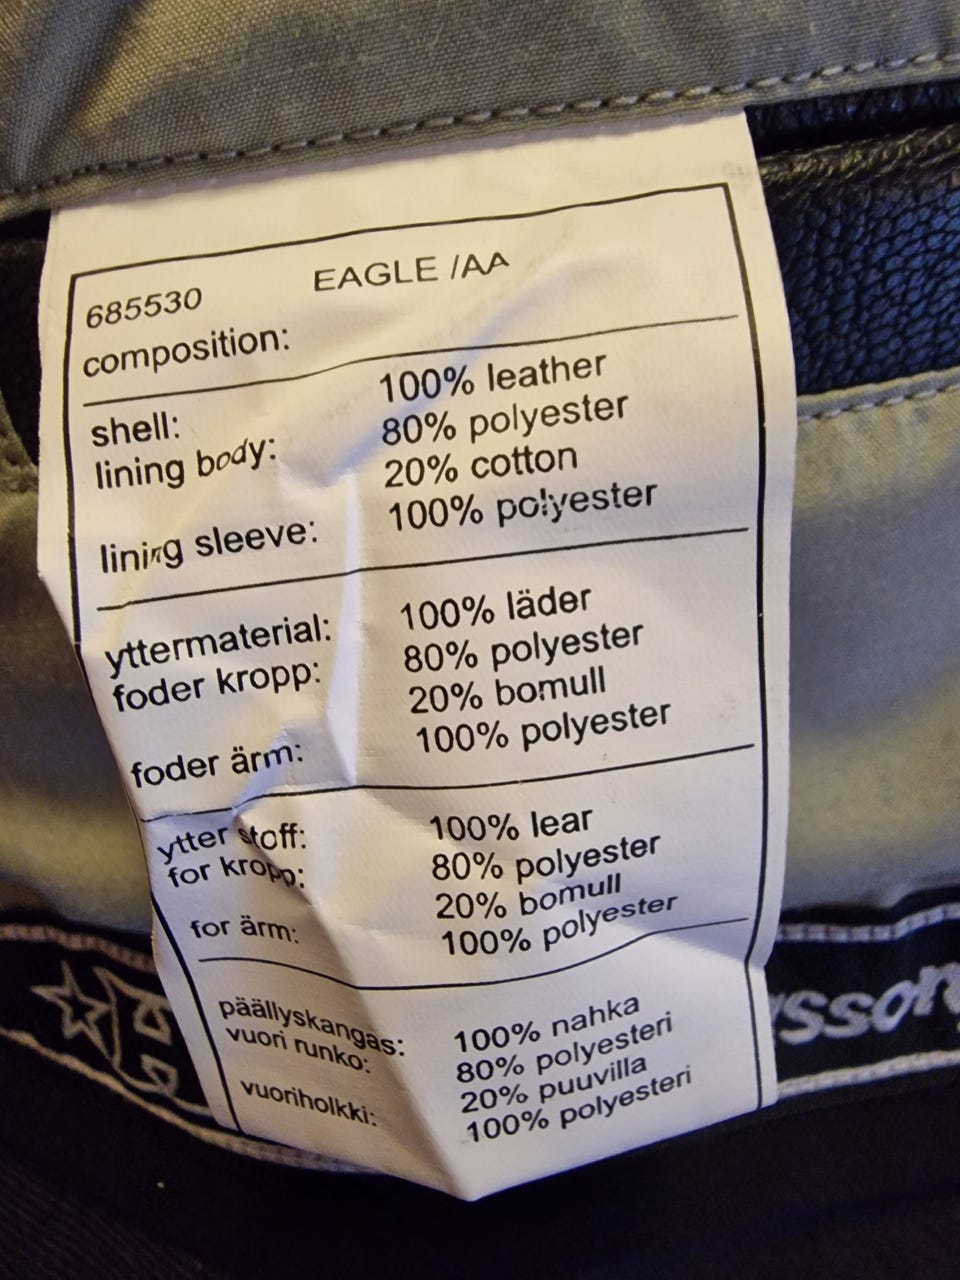 685530 EAGLE /AA
composition:
shell: 100% leather
lining body: 80% polyester
20% cotton
lining sleeve: 100% polyester
yttermaterial: 100% läder
foder kropp: 80% polyester
20% bomull
foder ärm: 100% polyester
ytter stoff: 100% lear
for kropp: 80% polyester
20% bomull
for ärm: 100% polyester
päällyskangas: 100% nahka
vuori runko: 80% polyesteri
20% puuvilla
vuoriholkki: 100% polyesteri